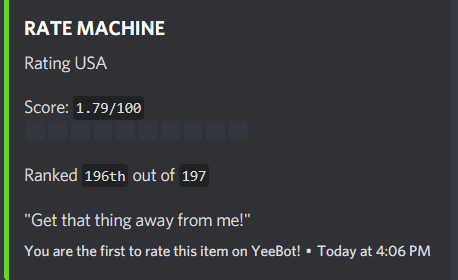 RATE MACHINE
Rating USA
Score: 1.79/100
Ranked 196th out of 197
"Get that thing away from me!"
You are the first to rate this item on YeeBot! • Today at 4:06 PM